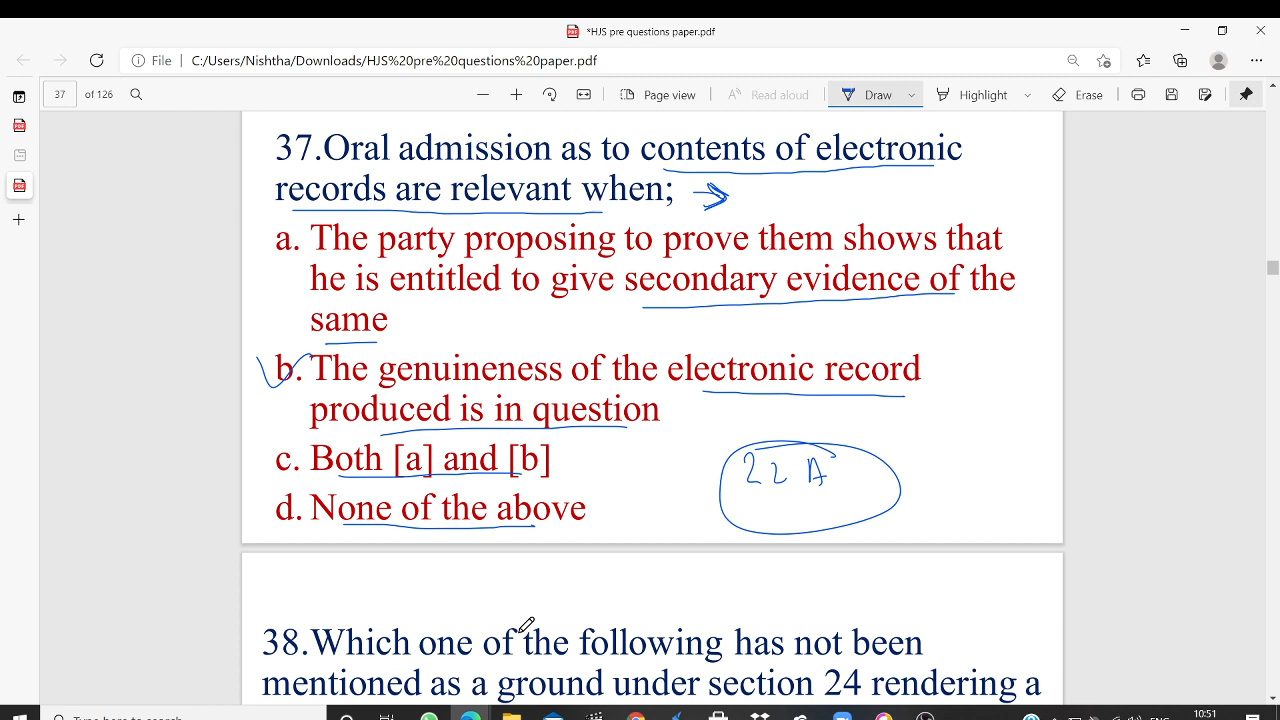 *HJS pre questions paper.pdf
File
C:/Users/Nishtha/Downloads/HJS%20pre%20questions%20paper.pdf
37
of 126
Page view
Read aloud
Draw
Highlight
Erase
37.Oral admission as to contents of electronic
records are relevant when;
a. The party proposing to prove them shows that
he is entitled to give secondary evidence of the
same
b. The genuineness of the electronic record
produced is in question
c. Both [a] and [b]
d. None of the above
22 A
38.Which one of the following has not been
mentioned as a ground under section 24 rendering a
10:51